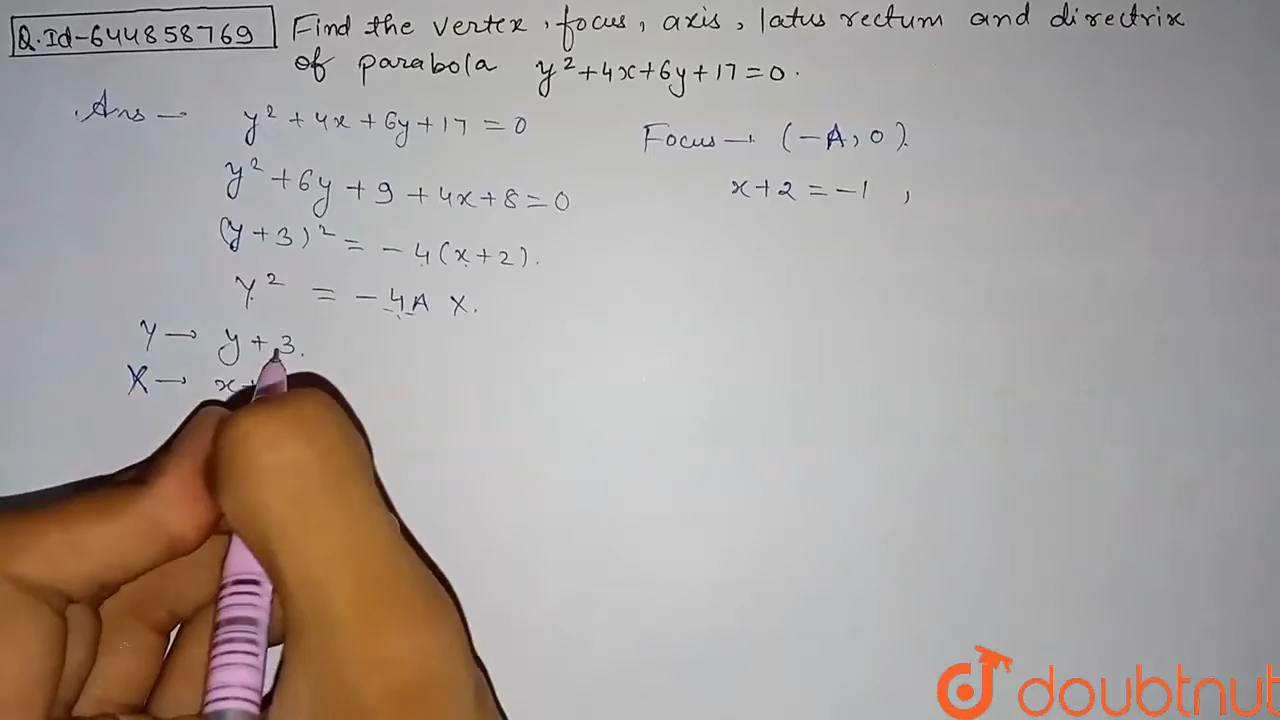 Q.Id-644858769 Find the vertex, focus, axis, latus rectum and directrix
of parabola y²+4x+6y+17=0.
Ans → y² + 4x + 6y + 17 = 0
y² + 6y + 9 + 4x + 8 = 0
(y + 3)² = - 4(x + 2).
Y² = - 4A X.
Y → y + 3.
X → x+
Focus → (-A, 0).
x + 2 = -1 ,
doubtnut